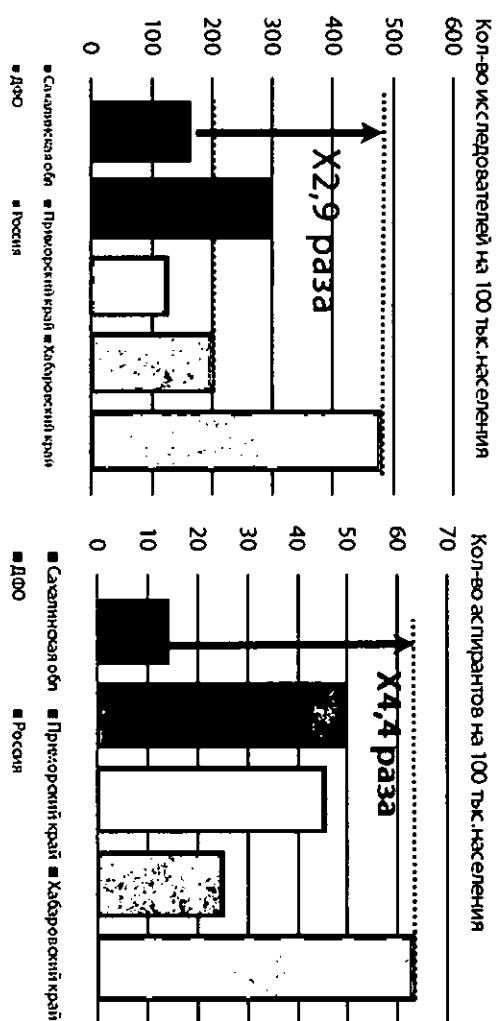 Кол-во исследователей на 100 тыс.населения
600
500
400
300
200
100
0
Х2,9 раза
■ Сахалинская обл ■ Приморский край ■ Хабаровский край
■ ДФО ■ Россия
Кол-во аспирантов на 100 тыс.населения
70
60
50
40
30
20
10
0
Х4,4 раза
■ Сахалинская обл ■ Приморский край ■ Хабаровский край
■ ДФО ■ Россия